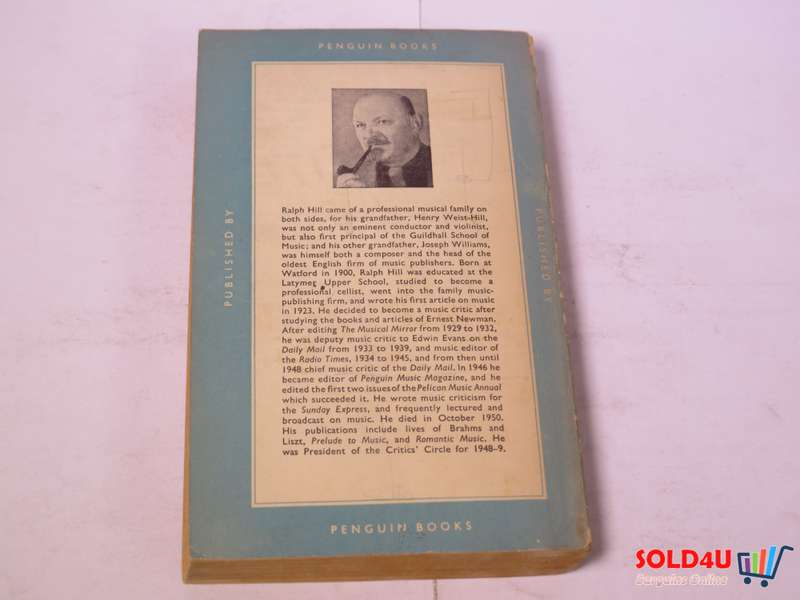 PENGUIN BOOKS
PUBLISHED BY
PUBLISHED BY
Ralph Hill came of a professional musical family on
both sides, for his grandfather, Henry Weist-Hill,
was not only an eminent conductor and violinist,
but also first principal of the Guildhall School of
Music; and his other grandfather, Joseph Williams,
was himself both a composer and the head of the
oldest English firm of music publishers. Born at
Watford in 1900, Ralph Hill was educated at the
Latymer Upper School, studied to become a
professional cellist, went into the family music-
publishing firm, and wrote his first article on music
in 1923. He decided to become a music critic after
studying the books and articles of Ernest Newman.
After editing The Musical Mirror from 1929 to 1932,
he was deputy music critic to Edwin Evans on the
Daily Mail from 1933 to 1939, and music editor of
the Radio Times, 1934 to 1945, and from then until
1948 chief music critic of the Daily Mail. In 1946 he
became editor of Penguin Music Magazine, and he
edited the first two issues of the Pelican Music Annual
which succeeded it. He wrote music criticism for
the Sunday Express, and frequently lectured and
broadcast on music. He died in October 1950.
His publications include lives of Brahms and
Liszt, Prelude to Music, and Romantic Music. He
was President of the Critics' Circle for 1948-9.
PENGUIN BOOKS
SOLD4U
Bargains Online